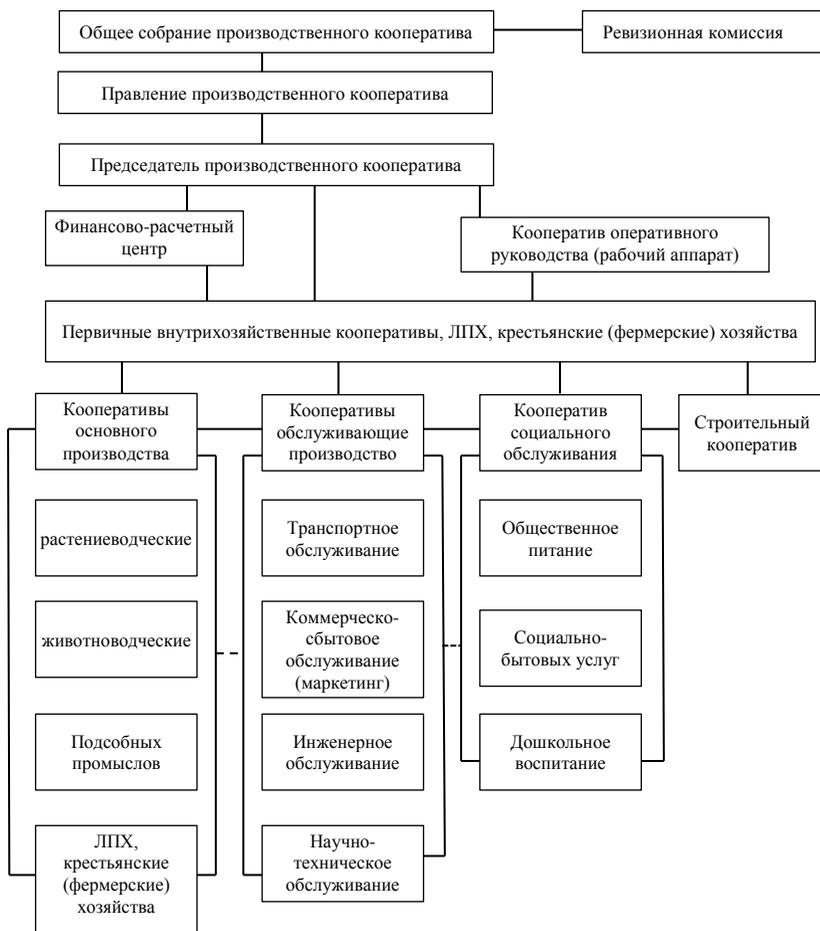 Общее собрание производственного кооператива
Ревизионная комиссия
Правление производственного кооператива
Председатель производственного кооператива
Финансово-расчетный
центр
Кооператив оперативного
руководства (рабочий аппарат)
Первичные внутрихозяйственные кооперативы, ЛПХ, крестьянские (фермерские) хозяйства
Кооперативы
основного
производства
Кооперативы
обслуживающие
производство
Кооператив
социального
обслуживания
Строительный
кооператив
растениеводческие
Транспортное
обслуживание
Общественное
питание
животноводческие
Коммерческо-
сбытовое
обслуживание
(маркетинг)
Социально-
бытовых услуг
Подсобных
промыслов
Инженерное
обслуживание
Дошкольное
воспитание
ЛПХ,
крестьянские
(фермерские)
хозяйства
Научно-
техническое
обслуживание